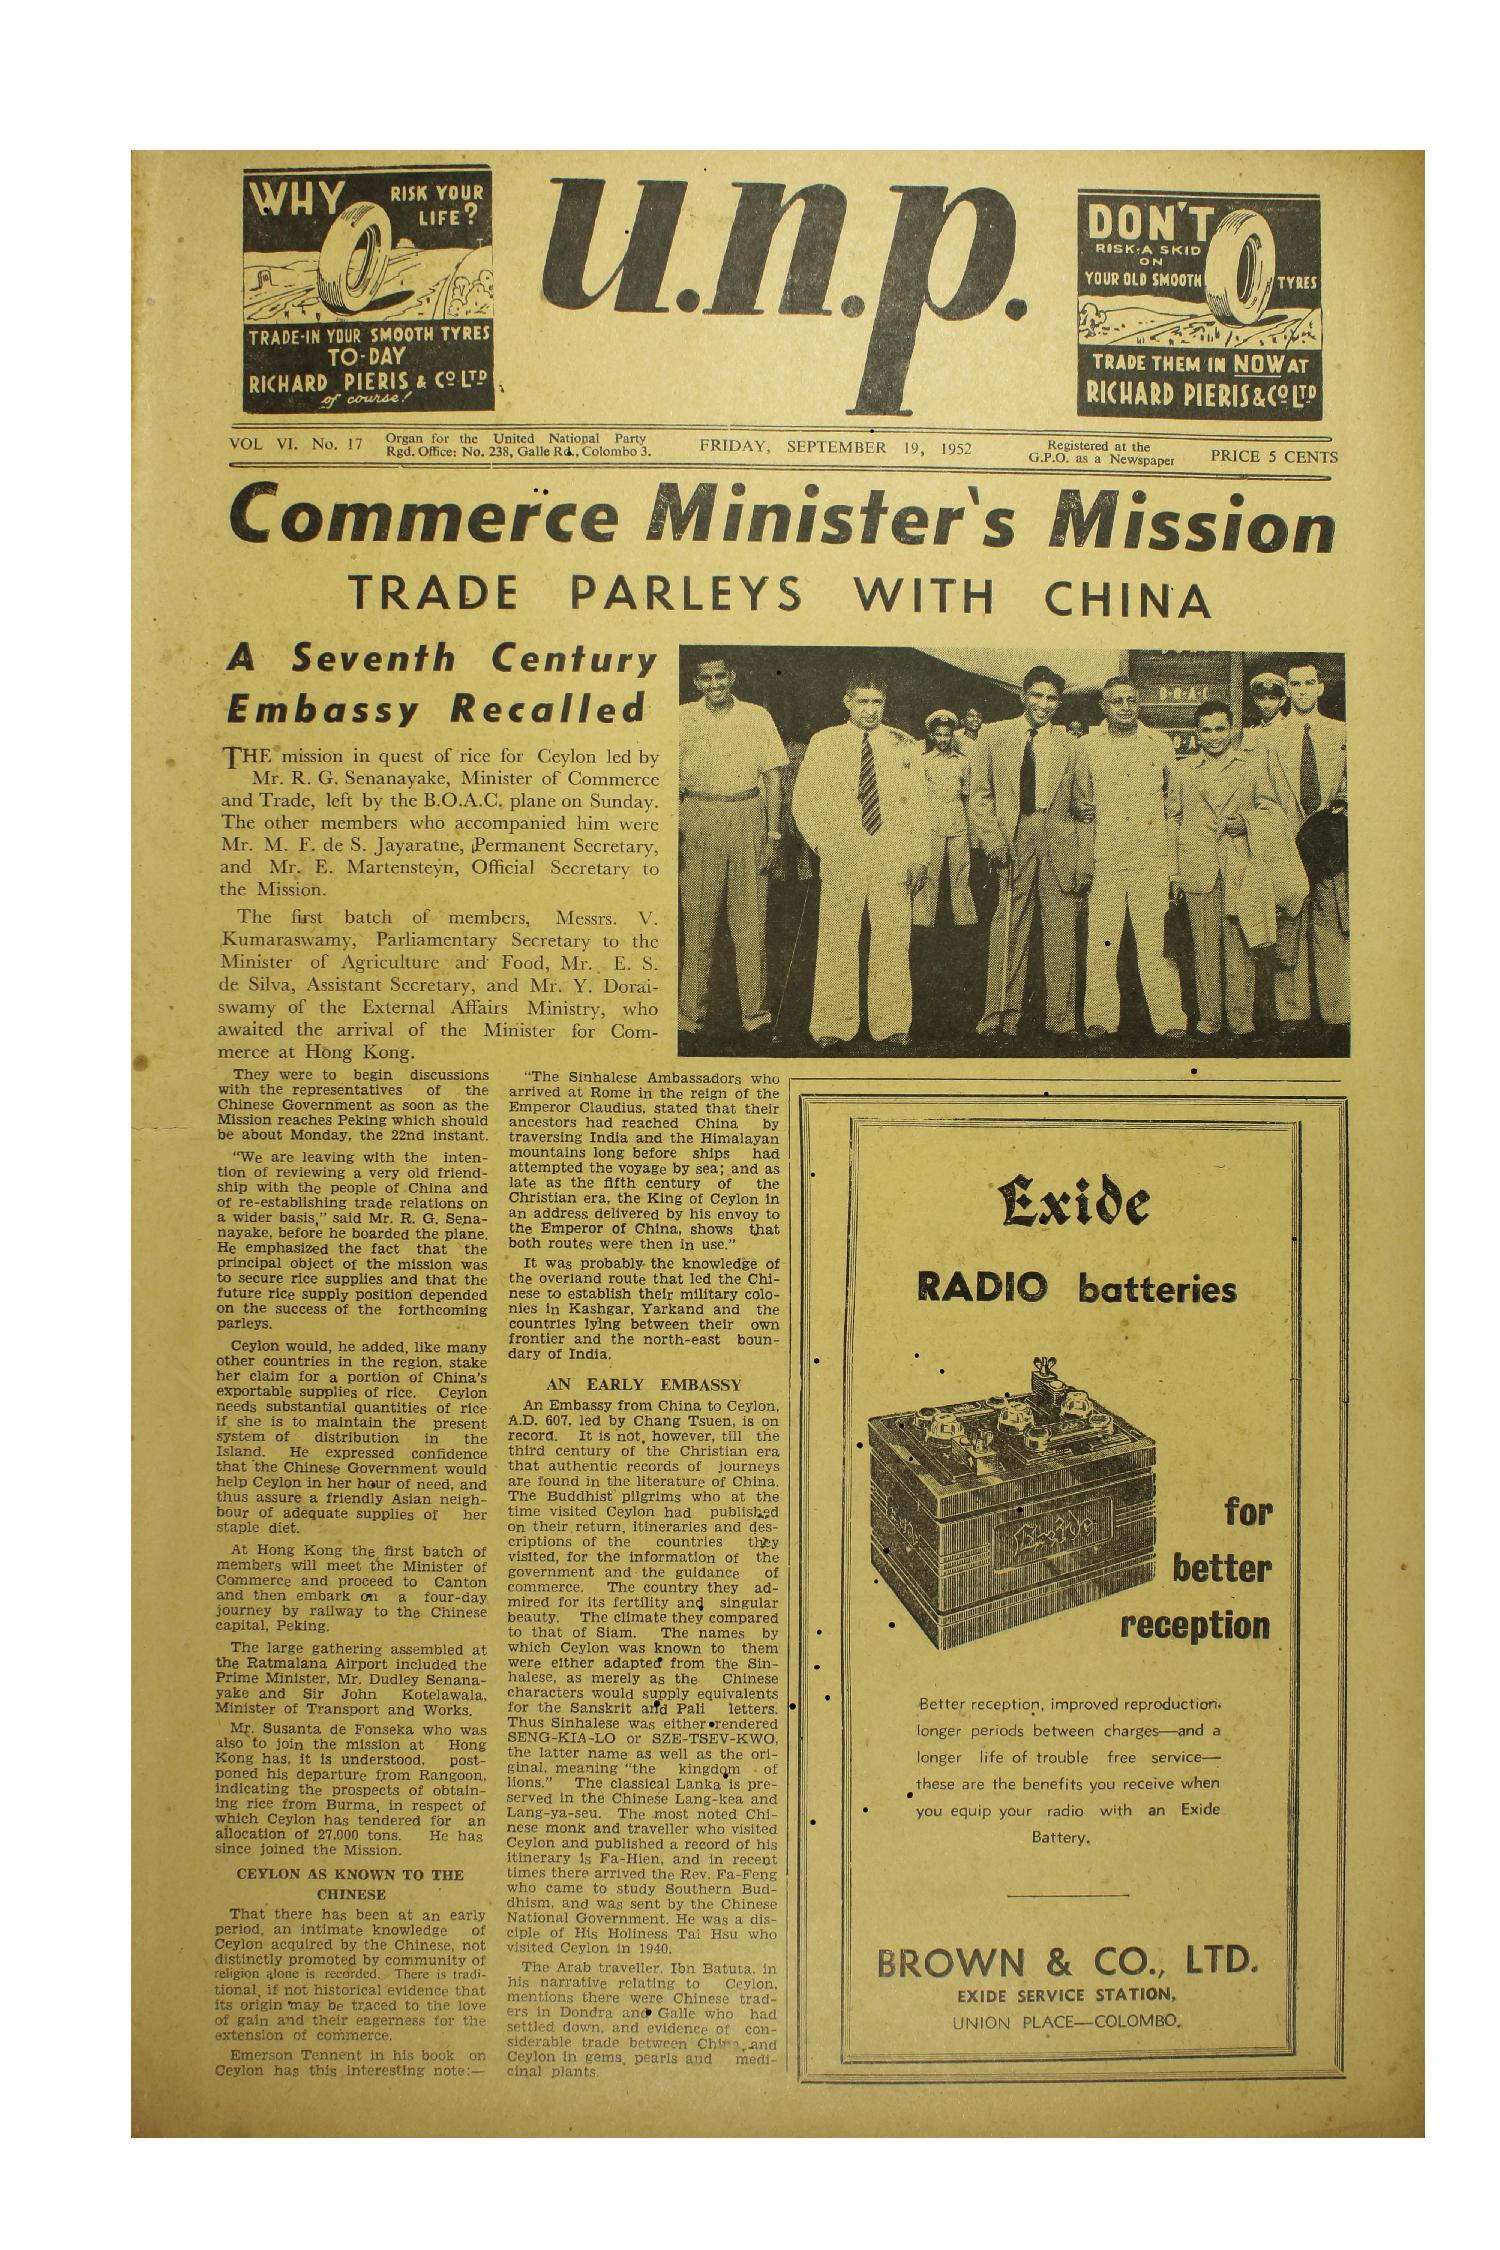 WHY RISK YOUR
LIFE?
TRADE-IN YOUR SMOOTH TYRES
TO-DAY
RICHARD PIERIS & Co LTD
of course!
u.n.p.
DON'T
RISK A SKID
ON
YOUR OLD SMOOTH TYRES
TRADE THEM IN NOW AT
RICHARD PIERIS & Co LTD
VOL VI. No. 17
Organ for the United National Party
Rgd. Office: No. 238, Galle Rd., Colombo 3.
FRIDAY, SEPTEMBER 19, 1952
Registered at the
G.P.O. as a Newspaper
PRICE 5 CENTS
Commerce Minister's Mission
TRADE PARLEYS WITH CHINA
A Seventh Century
Embassy Recalled
THE mission in quest of rice for Ceylon led by
Mr. R. G. Senanayake, Minister of Commerce
and Trade, left by the B.O.A.C. plane on Sunday.
The other members who accompanied him were
Mr. M. F. de S. Jayaratne, Permanent Secretary,
and Mr. E. Martensteyn, Official Secretary to
the Mission.
The first batch of members, Messrs. V.
Kumaraswamy, Parliamentary Secretary to the
Minister of Agriculture and Food, Mr. E. S.
de Silva, Assistant Secretary, and Mr. Y. Dorai-
swamy of the External Affairs Ministry, who
awaited the arrival of the Minister for Com-
merce at Hong Kong.
B.O.A.C
They were to begin discussions
with the representatives of the
Chinese Government as soon as the
Mission reaches Peking which should
be about Monday, the 22nd instant.
"We are leaving with the inten-
tion of reviewing a very old friend-
ship with the people of China and
of re-establishing trade relations on
a wider basis," said Mr. R. G. Sena-
nayake, before he boarded the plane.
He emphasized the fact that the
principal object of the mission was
to secure rice supplies and that the
future rice supply position depended
on the success of the forthcoming
parleys.
Ceylon would, he added, like many
other countries in the region, stake
her claim for a portion of China's
exportable supplies of rice. Ceylon
needs substantial quantities of rice
if she is to maintain the present
system of distribution in the
Island. He expressed confidence
that the Chinese Government would
help Ceylon in her hour of need, and
thus assure a friendly Asian neigh-
bour of adequate supplies of her
staple diet.
At Hong Kong the first batch of
members will meet the Minister of
Commerce and proceed to Canton
and then embark on a four-day
journey by railway to the Chinese
capital, Peking.
The large gathering assembled at
the Ratmalana Airport included the
Prime Minister, Mr. Dudley Senana-
yake and Sir John Kotelawala,
Minister of Transport and Works.
Mr. Susanta de Fonseka who was
also to join the mission at Hong
Kong has, it is understood, post-
poned his departure from Rangoon,
indicating the prospects of obtain-
ing rice from Burma, in respect of
which Ceylon has tendered for an
allocation of 27,000 tons. He has
since joined the Mission.
CEYLON AS KNOWN TO THE
CHINESE
That there has been at an early
period, an intimate knowledge of
Ceylon acquired by the Chinese, not
distinctly promoted by community of
religion alone is recorded. There is tradi-
tional, if not historical evidence that
its origin may be traced to the love
of gain and their eagerness for the
extension of commerce.
Emerson Tennent in his book on
Ceylon has this interesting note:—
"The Sinhalese Ambassadors who
arrived at Rome in the reign of the
Emperor Claudius, stated that their
ancestors had reached China by
traversing India and the Himalayan
mountains long before ships had
attempted the voyage by sea; and as
late as the fifth century of the
Christian era, the King of Ceylon in
an address delivered by his envoy to
the Emperor of China, shows that
both routes were then in use."
It was probably the knowledge of
the overland route that led the Chi-
nese to establish their military colo-
nies in Kashgar, Yarkand and the
countries lying between their own
frontier and the north-east boun-
dary of India.
AN EARLY EMBASSY
An Embassy from China to Ceylon,
A.D. 607, led by Chang Tsuen, is on
record. It is not, however, till the
third century of the Christian era
that authentic records of journeys
are found in the literature of China.
The Buddhist pilgrims who at the
time visited Ceylon had published
on their return, itineraries and des-
criptions of the countries they
visited, for the information of the
government and the guidance of
commerce. The country they ad-
mired for its fertility and singular
beauty. The climate they compared
to that of Siam. The names by
which Ceylon was known to them
were either adapted from the Sin-
halese, as merely as the Chinese
characters would supply equivalents
for the Sanskrit and Pali letters.
Thus Sinhalese was either rendered
SENG-KIA-LO or SZE-TSEV-KWO,
the latter name as well as the ori-
ginal, meaning "the kingdom of
lions." The classical Lanka is pre-
served in the Chinese Lang-kea and
Lang-ya-seu. The most noted Chi-
nese monk and traveller who visited
Ceylon and published a record of his
itinerary is Fa-Hien, and in recent
times there arrived the Rev. Fa-Feng
who came to study Southern Bud-
dhism, and was sent by the Chinese
National Government. He was a dis-
ciple of His Holiness Tai Hsu who
visited Ceylon in 1940.
The Arab traveller, Ibn Batuta, in
his narrative relating to Ceylon,
mentions there were Chinese trad-
ers in Dondra and Galle who had
settled down, and evidence of con-
siderable trade between China and
Ceylon in gems, pearls and medi-
cinal plants.
Exide
RADIO batteries
Exide
for
better
reception
Better reception, improved reproduction,
longer periods between charges—and a
longer life of trouble free service—
these are the benefits you receive when
you equip your radio with an Exide
Battery.
BROWN & CO., LTD.
EXIDE SERVICE STATION,
UNION PLACE—COLOMBO.